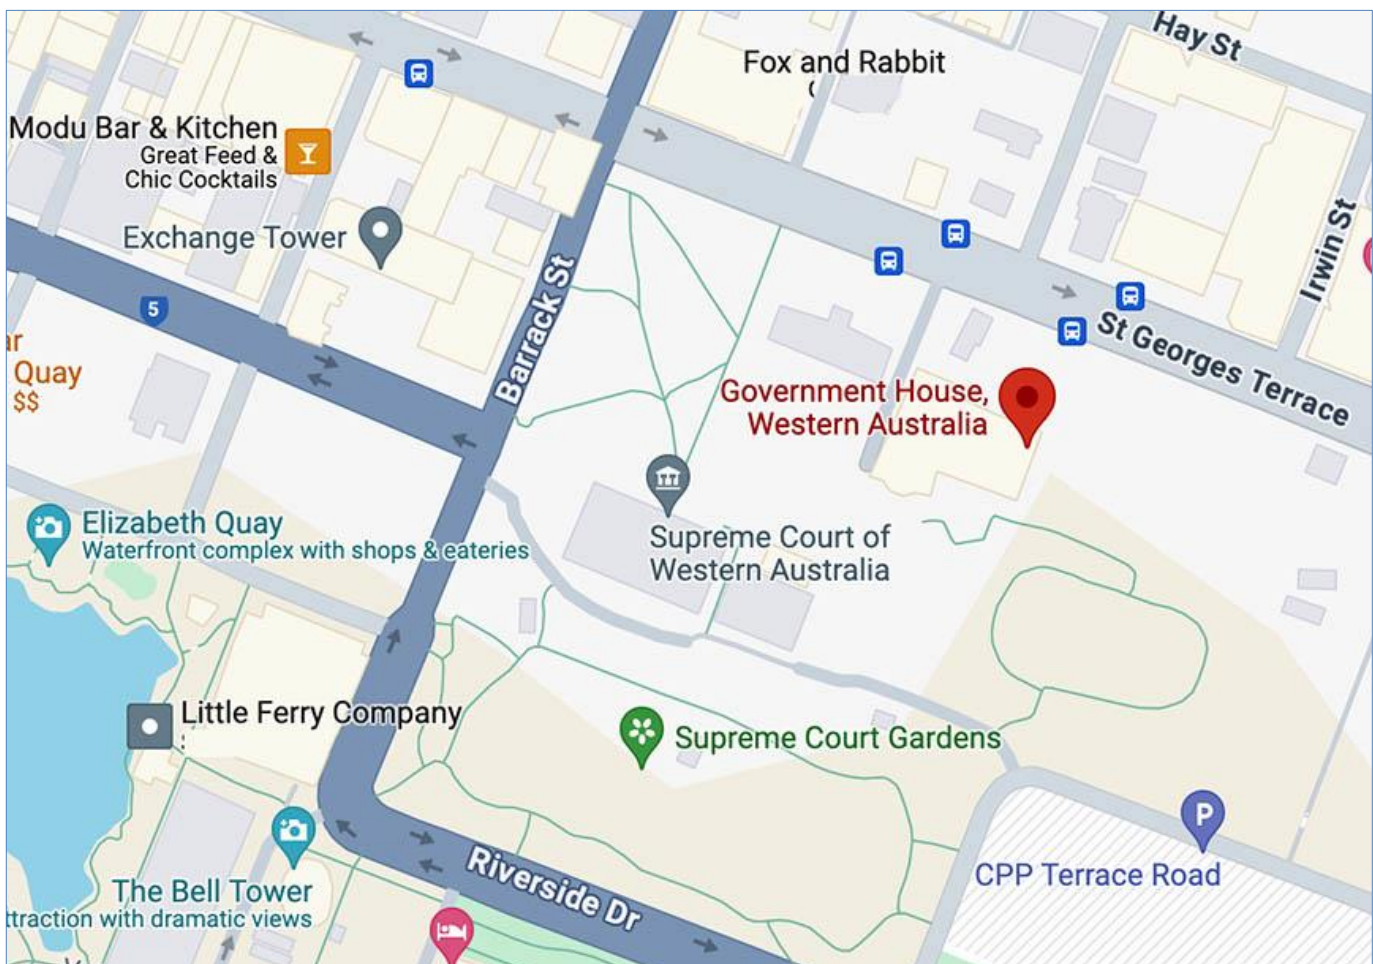 Hay St
Fox and Rabbit
Modu Bar & Kitchen
Great Feed &
Chic Cocktails
Exchange Tower
Irwin St
5
Barrack St
St Georges Terrace
Quay
$$
Government House,
Western Australia
Elizabeth Quay
Waterfront complex with shops & eateries
Supreme Court of
Western Australia
Little Ferry Company
Supreme Court Gardens
P
CPP Terrace Road
The Bell Tower
ttraction with dramatic views
Riverside Dr